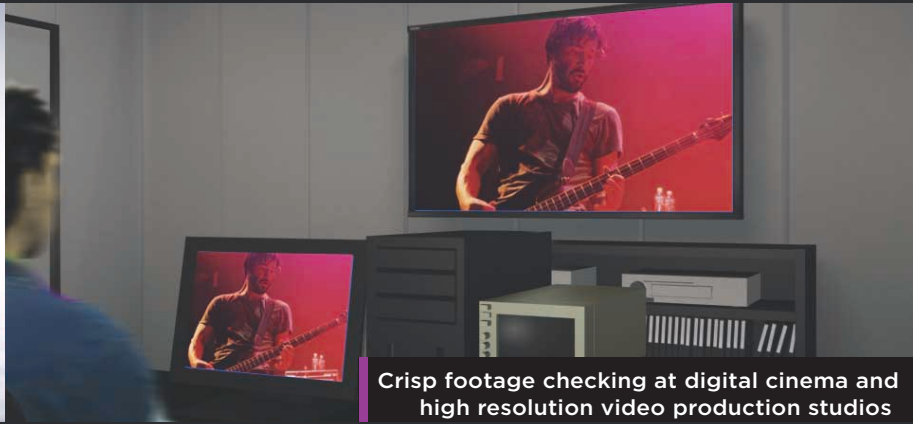 Crisp footage checking at digital cinema and
high resolution video production studios